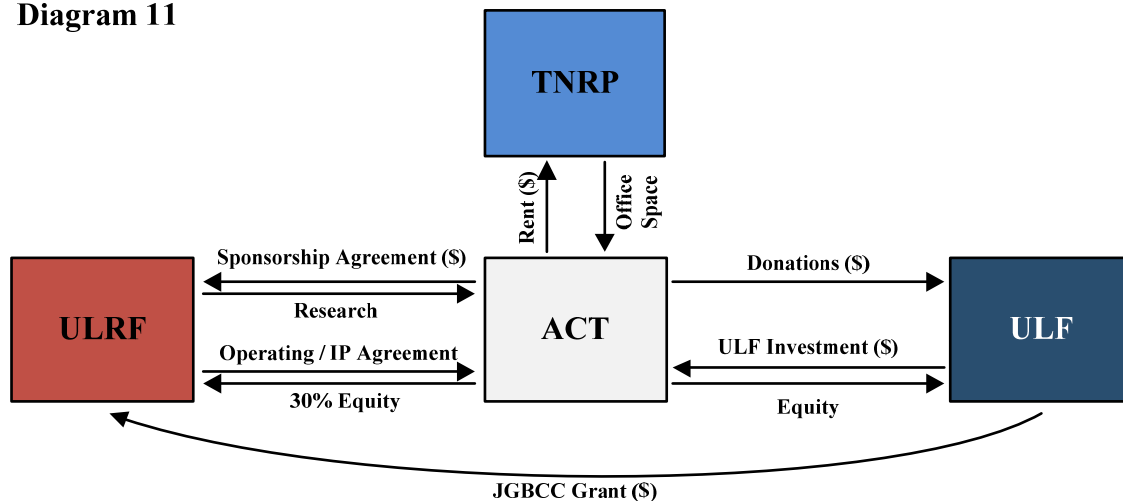 Diagram 11
TNRP
Rent ($)
Office
Space
Sponsorship Agreement ($)
Research
Donations ($)
ULRF
ACT
ULF
Operating / IP Agreement
30% Equity
ULF Investment ($)
Equity
JGBCC Grant ($)